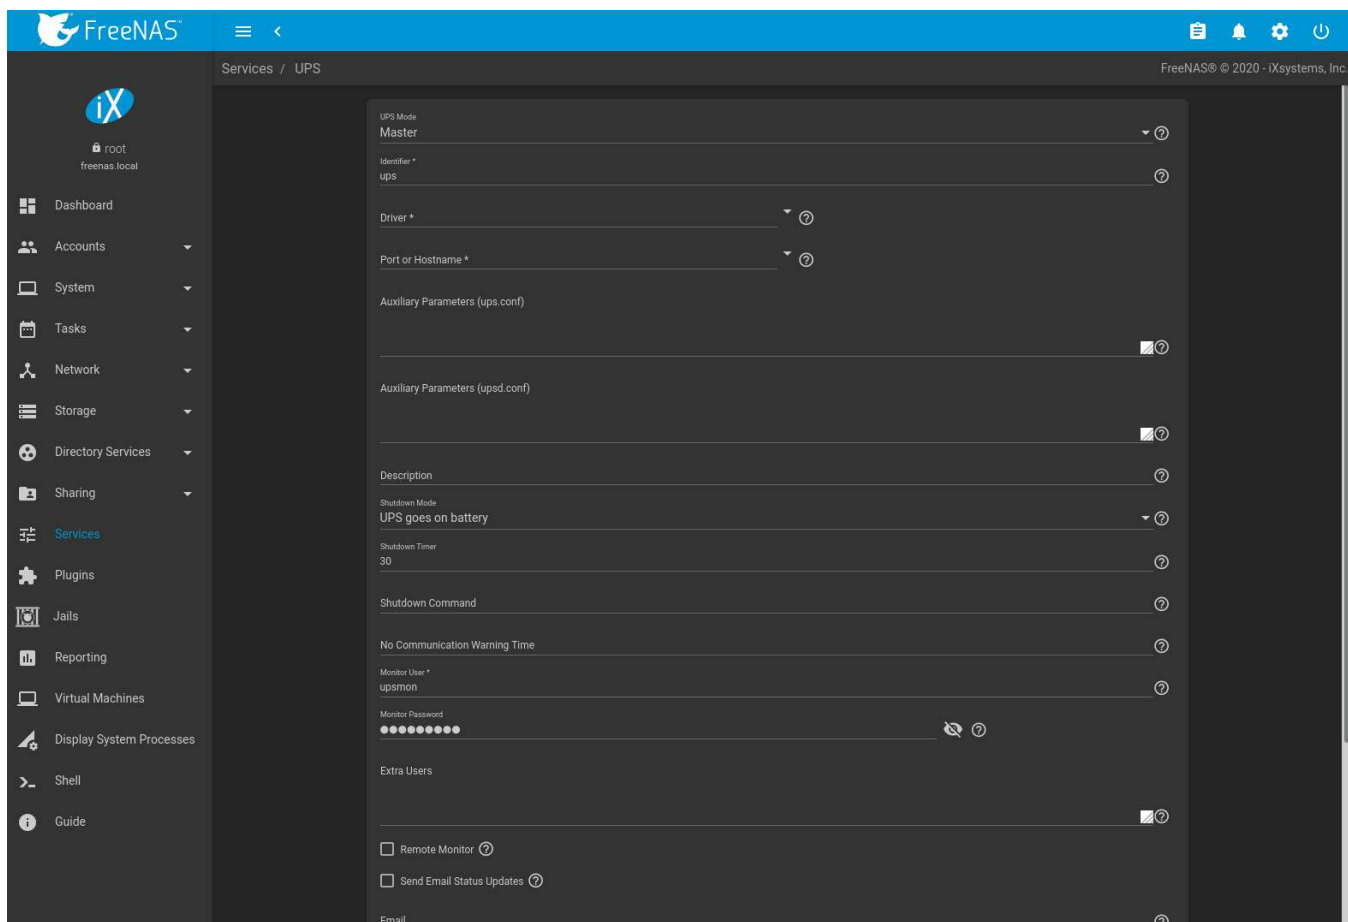 FreeNAS®
Services / UPS
FreeNAS® © 2020 - iXsystems, Inc.
iX
root
freenas.local
Dashboard
Accounts
System
Tasks
Network
Storage
Directory Services
Sharing
Services
Plugins
Jails
Reporting
Virtual Machines
Display System Processes
Shell
Guide
UPS Mode
Master
Identifier *
ups
Driver *
Port or Hostname *
Auxiliary Parameters (ups.conf)
Auxiliary Parameters (upsd.conf)
Description
Shutdown Mode
UPS goes on battery
Shutdown Timer
30
Shutdown Command
No Communication Warning Time
Monitor User *
upsmon
Monitor Password
●●●●●●●●●
Extra Users
Remote Monitor
Send Email Status Updates
Email